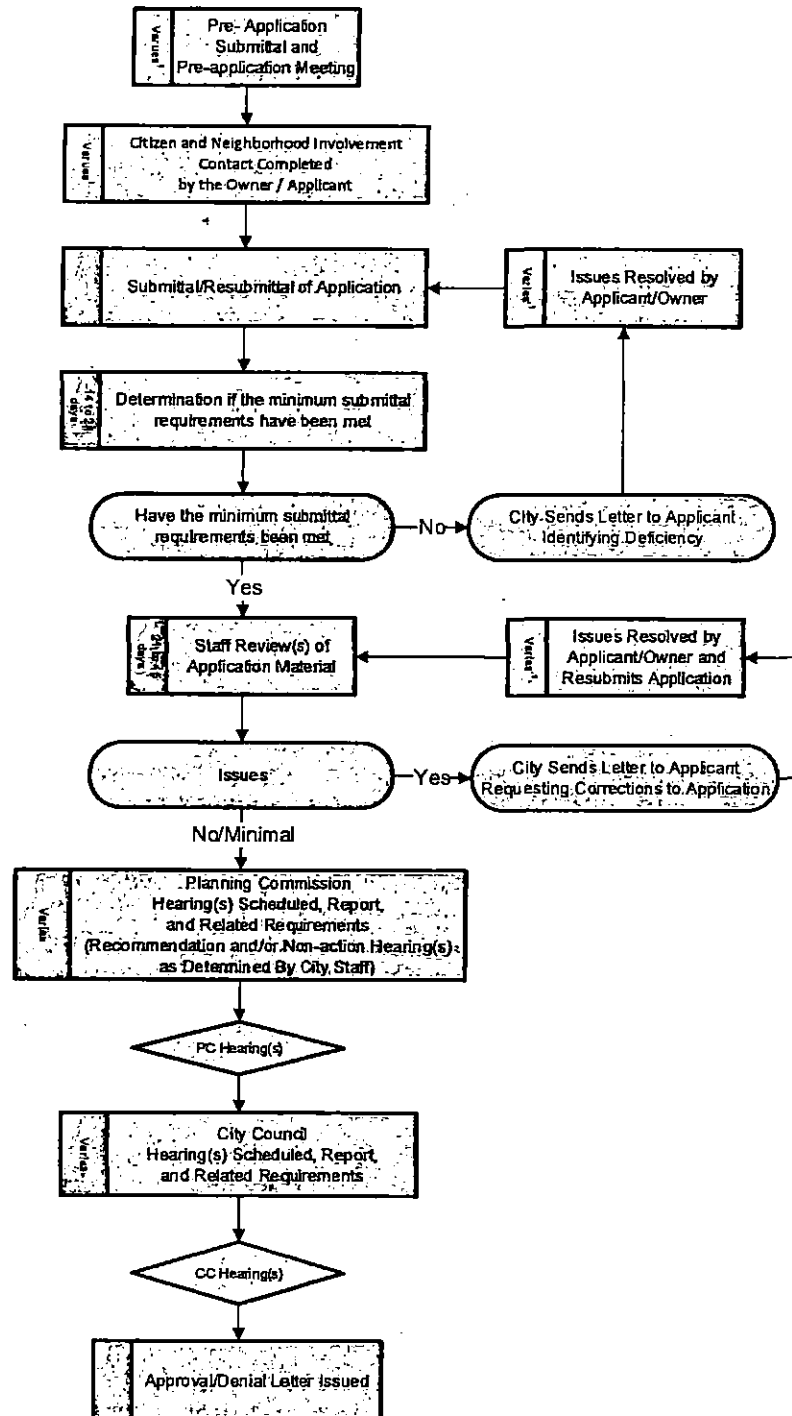 Pre- Application
Submittal and
Pre-application Meeting
Varies¹
Citizen and Neighborhood Involvement
Contact Completed
by the Owner / Applicant
Varies¹
Submittal/Resubmittal of Application
Issues Resolved by
Applicant/Owner
Varies¹
Determination if the minimum submittal
requirements have been met
days
Have the minimum submittal
requirements been met
No
City Sends Letter to Applicant
Identifying Deficiency
Yes
Staff Review(s) of
Application Material
days
Issues Resolved by
Applicant/Owner and
Resubmits Application
Varies
Issues
Yes
City Sends Letter to Applicant
Requesting Corrections to Application
No/Minimal
Planning Commission
Hearing(s) Scheduled, Report,
and Related Requirements
(Recommendation and/or Non-action Hearing(s)
as Determined By City Staff)
Varies
PC Hearing(s)
City Council
Hearing(s) Scheduled, Report,
and Related Requirements
Varies
CC Hearing(s)
Approval/Denial Letter Issued